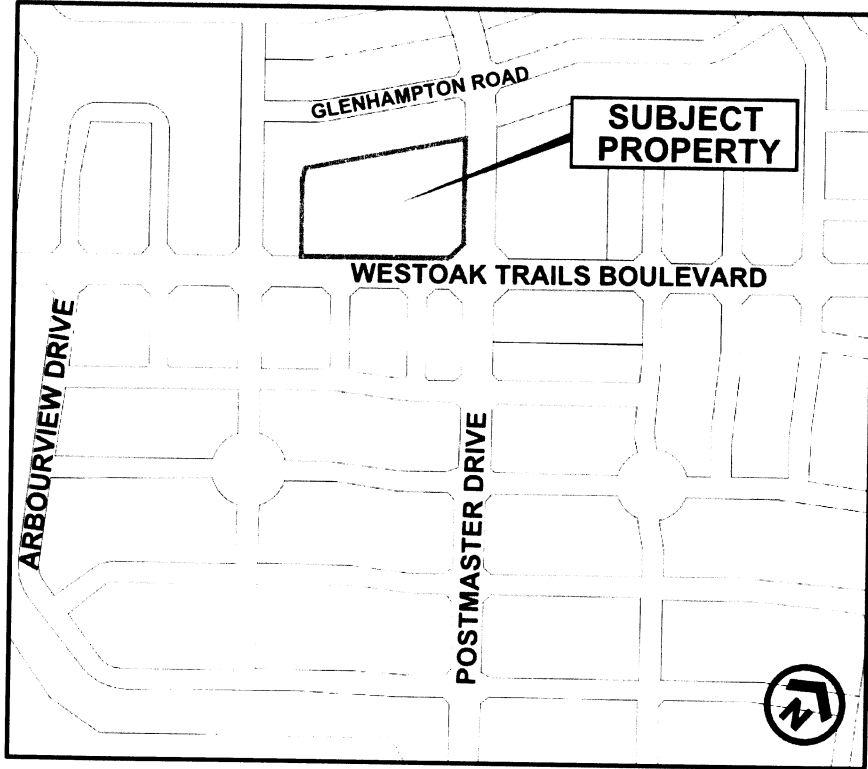 GLENHAMPTON ROAD
SUBJECT
PROPERTY
WESTOAK TRAILS BOULEVARD
ARBOURVIEW DRIVE
POSTMASTER DRIVE
N